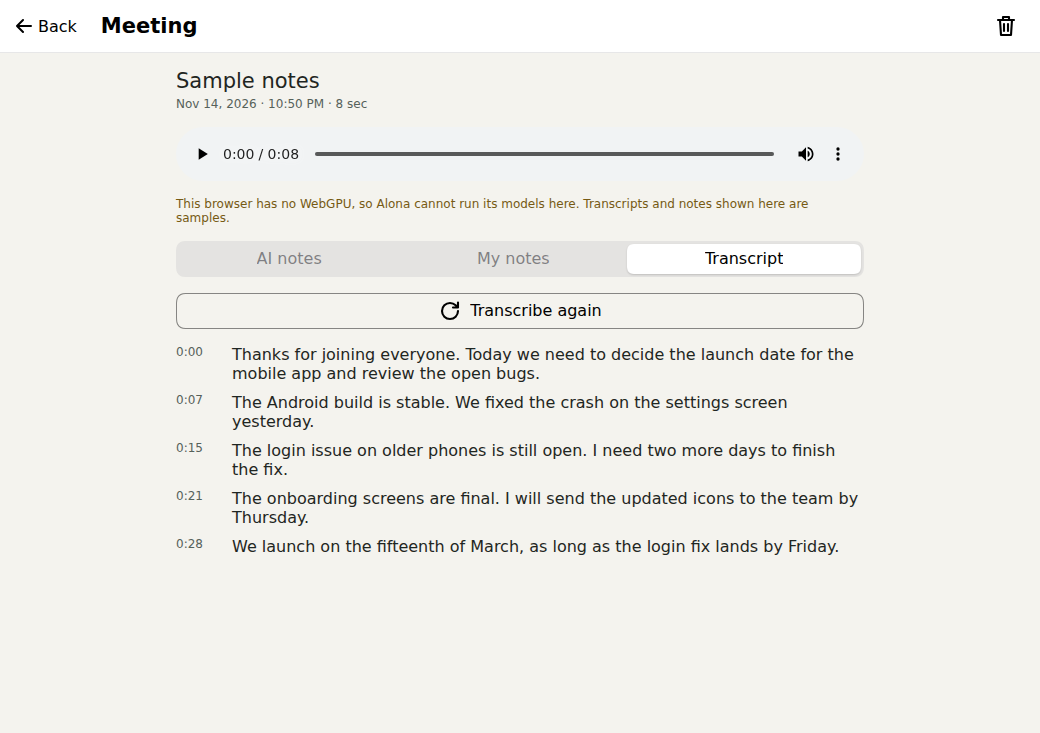 Back
Meeting
Sample notes
Nov 14, 2026 · 10:50 PM · 8 sec
0:00 / 0:08
This browser has no WebGPU, so Alona cannot run its models here. Transcripts and notes shown here are
samples.
AI notes
My notes
Transcript
Transcribe again
0:00
Thanks for joining everyone. Today we need to decide the launch date for the
mobile app and review the open bugs.
0:07
The Android build is stable. We fixed the crash on the settings screen
yesterday.
0:15
The login issue on older phones is still open. I need two more days to finish
the fix.
0:21
The onboarding screens are final. I will send the updated icons to the team by
Thursday.
0:28
We launch on the fifteenth of March, as long as the login fix lands by Friday.